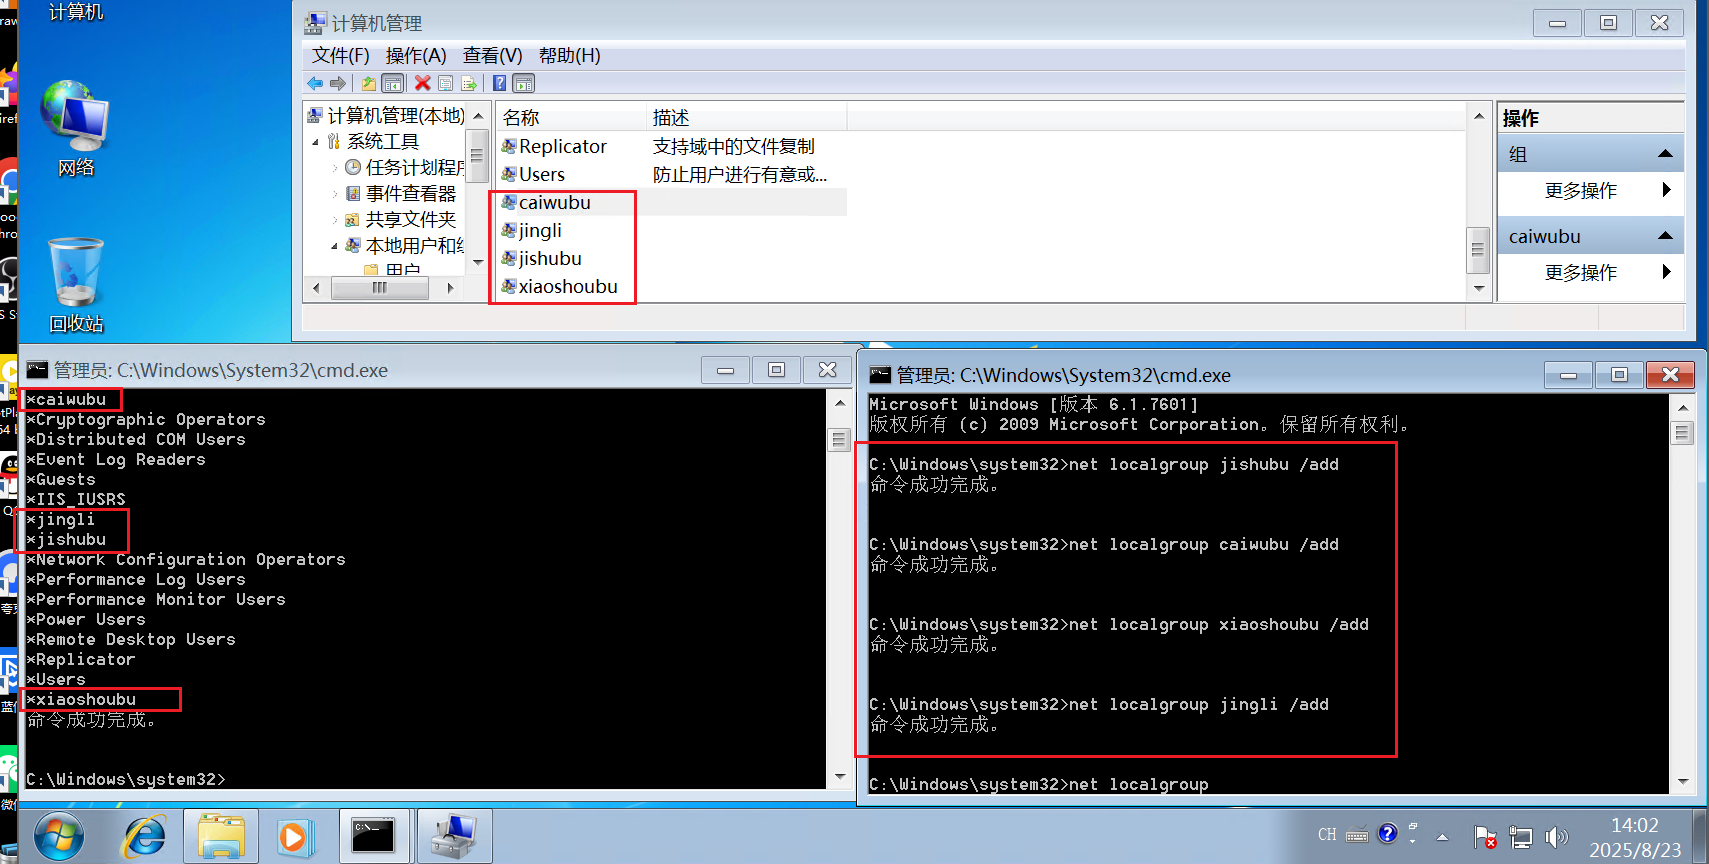 计算机
网络
回收站
计算机管理
文件(F) 操作(A) 查看(V) 帮助(H)
计算机管理(本地)
系统工具
任务计划程序
事件查看器
共享文件夹
本地用户和组
用户
名称 描述
Replicator 支持域中的文件复制
Users 防止用户进行有意或...
caiwubu
jingli
jishubu
xiaoshoubu
操作
组
更多操作
caiwubu
更多操作
管理员: C:\Windows\System32\cmd.exe
*caiwubu
*Cryptographic Operators
*Distributed COM Users
*Event Log Readers
*Guests
*IIS_IUSRS
*jingli
*jishubu
*Network Configuration Operators
*Performance Log Users
*Performance Monitor Users
*Power Users
*Remote Desktop Users
*Replicator
*Users
*xiaoshoubu
命令成功完成。
C:\Windows\system32>
管理员: C:\Windows\System32\cmd.exe
Microsoft Windows [版本 6.1.7601]
版权所有 (c) 2009 Microsoft Corporation。保留所有权利。
C:\Windows\system32>net localgroup jishubu /add
命令成功完成。
C:\Windows\system32>net localgroup caiwubu /add
命令成功完成。
C:\Windows\system32>net localgroup xiaoshoubu /add
命令成功完成。
C:\Windows\system32>net localgroup jingli /add
命令成功完成。
C:\Windows\system32>net localgroup
CH
14:02
2025/8/23